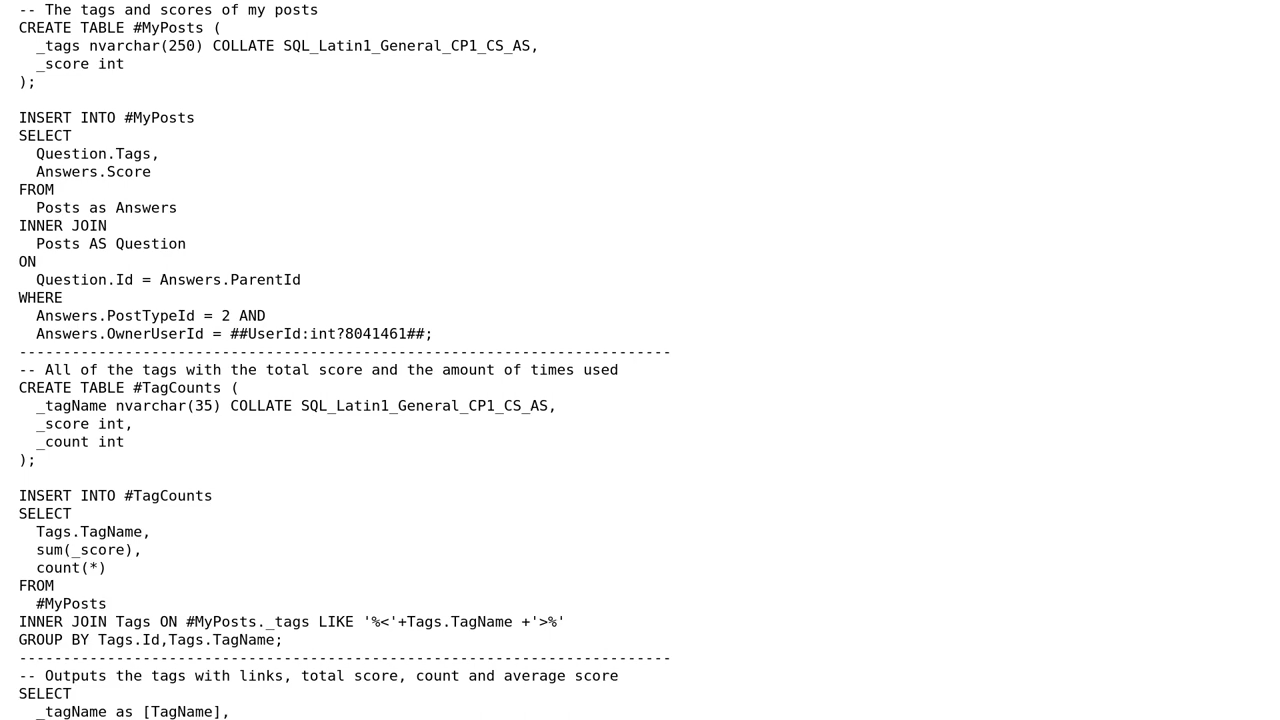 -- The tags and scores of my posts
CREATE TABLE #MyPosts (
  _tags nvarchar(250) COLLATE SQL_Latin1_General_CP1_CS_AS,
  _score int
);

INSERT INTO #MyPosts
SELECT
  Question.Tags,
  Answers.Score
FROM
  Posts as Answers
INNER JOIN
  Posts AS Question
ON
  Question.Id = Answers.ParentId
WHERE
  Answers.PostTypeId = 2 AND
  Answers.OwnerUserId = ##UserId:int?8041461##;
--------------------------------------------------------------------------
-- All of the tags with the total score and the amount of times used
CREATE TABLE #TagCounts (
  _tagName nvarchar(35) COLLATE SQL_Latin1_General_CP1_CS_AS,
  _score int,
  _count int
);

INSERT INTO #TagCounts
SELECT
  Tags.TagName,
  sum(_score),
  count(*)
FROM
  #MyPosts
INNER JOIN Tags ON #MyPosts._tags LIKE '%<'+Tags.TagName +'>%'
GROUP BY Tags.Id,Tags.TagName;
--------------------------------------------------------------------------
-- Outputs the tags with links, total score, count and average score
SELECT
  _tagName as [TagName],